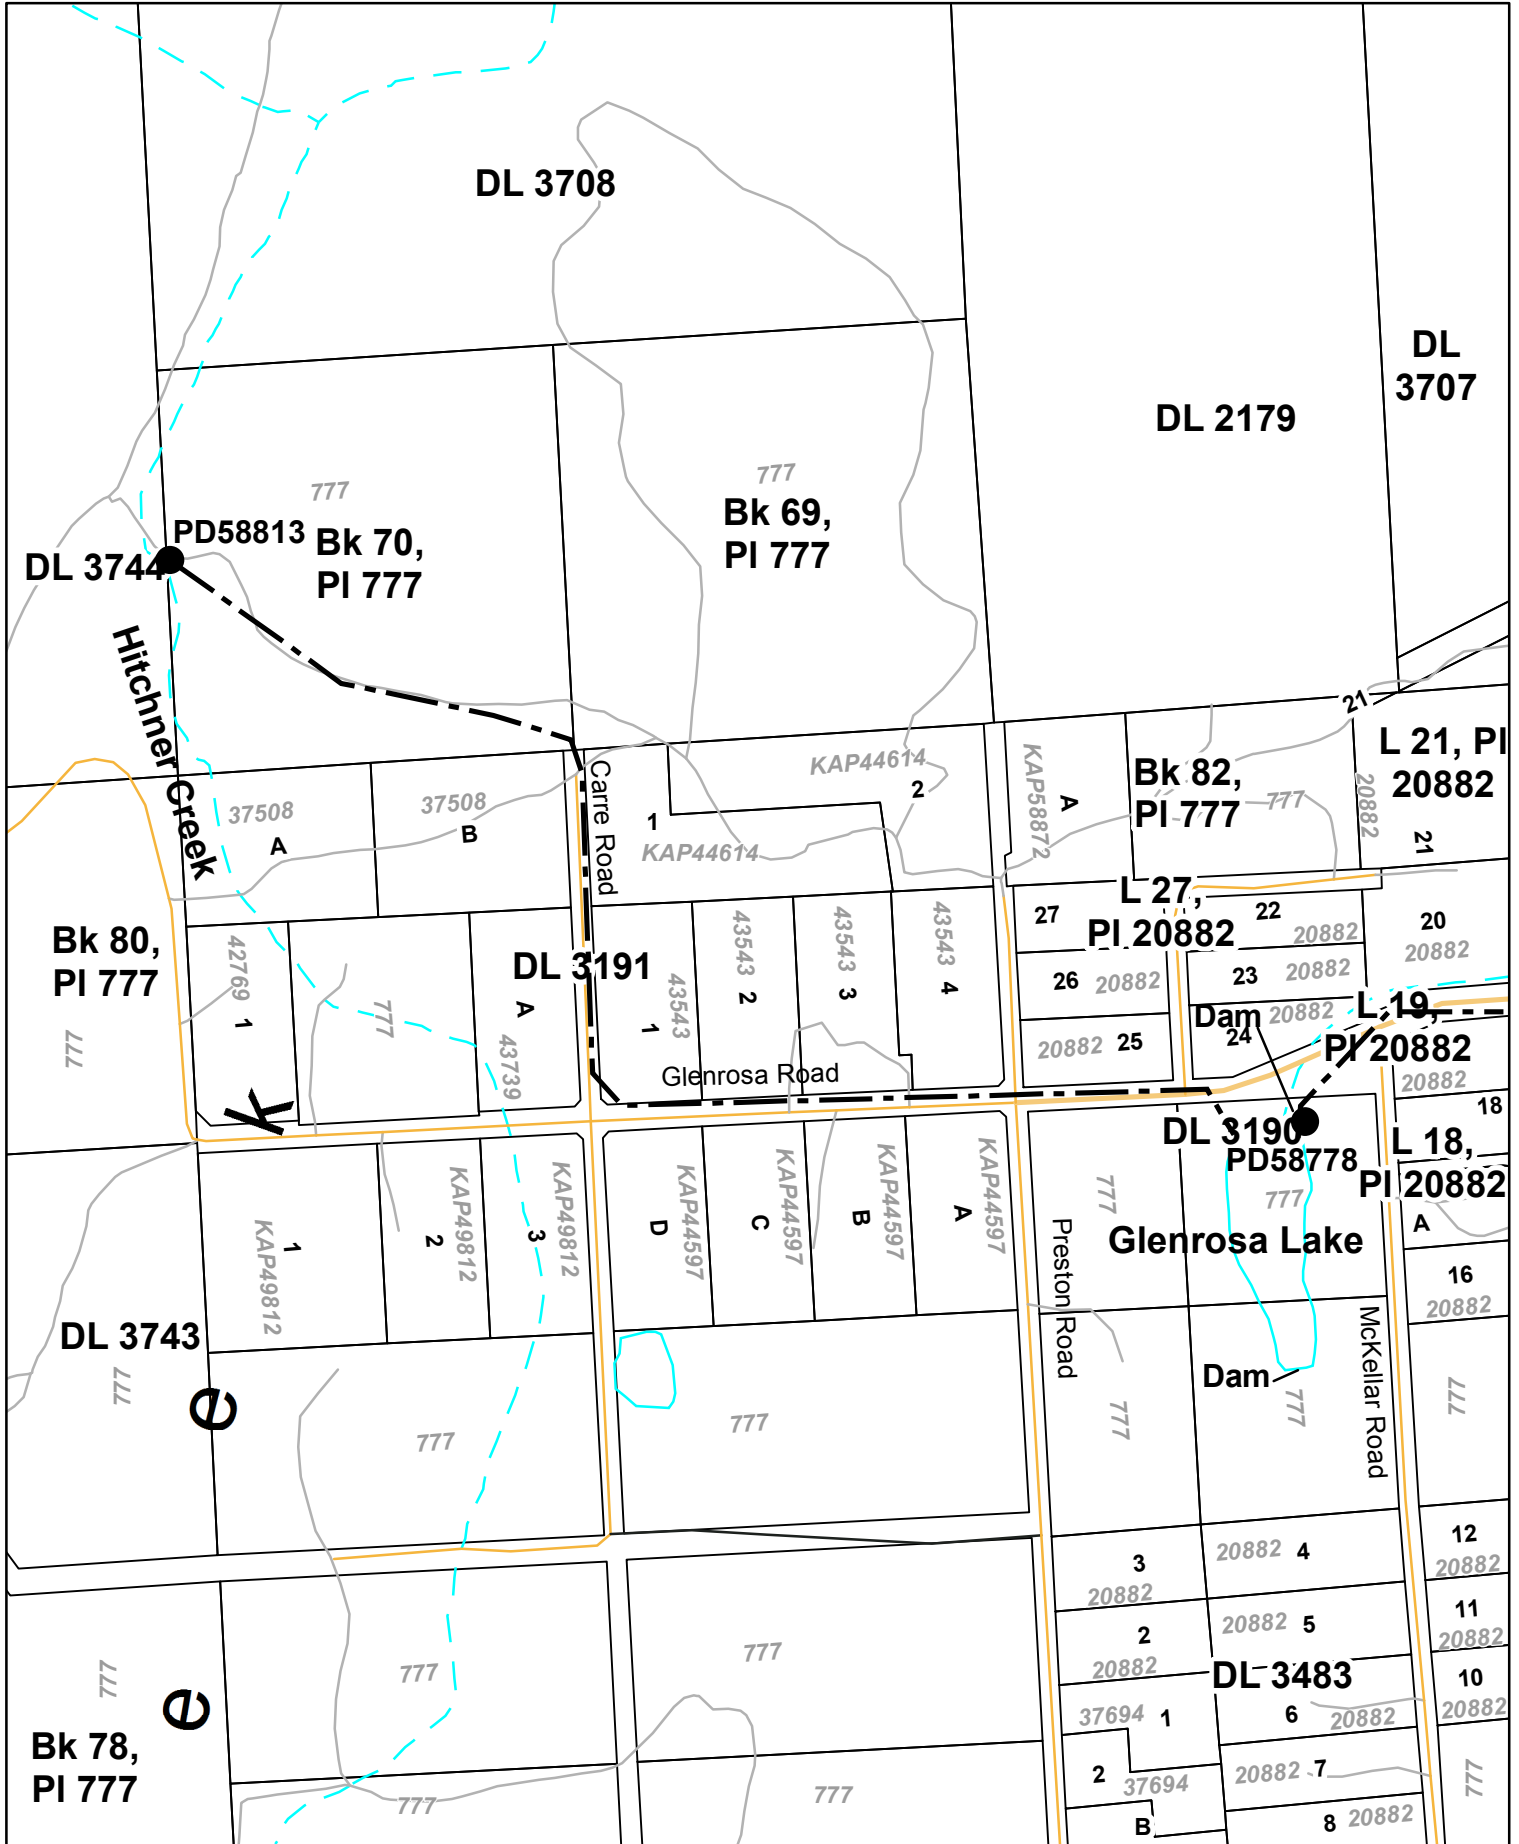 DL 3708
DL
3707
DL 2179
777
Bk 69,
Pl 777
777
Bk 70,
Pl 777
PD58813
DL 3744
Hitchner Creek
21
L 21, Pl
20882
20882
21
Bk 82,
Pl 777
777
KAP58872
A
KAP44614
2
1
KAP44614
Carre Road
37508
A
37508
B
Bk 80,
Pl 777
777
42769
1
777
A
43739
DL 3191
43543
1
43543
2
43543
3
43543
4
27
L 27,
Pl 20882
22
20882
20
20882
26
20882
23
20882
25
20882
Dam
24
20882
L 19,
Pl 20882
20882
Glenrosa Road
K
18
L 18,
Pl 20882
DL 3190
PD58778
777
777
Glenrosa Lake
A
16
20882
1
KAP49812
2
KAP49812
3
KAP49812
D
KAP44597
C
KAP44597
B
KAP44597
A
KAP44597
Preston Road
McKellar Road
DL 3743
777
e
777
777
Dam
777
777
777
12
20882
3
20882
20882
4
11
20882
2
20882
20882
5
DL 3483
10
20882
37694
1
6
20882
777
777
777
e
Bk 78,
Pl 777
777
777
2
37694
20882
7
777
B
8
20882